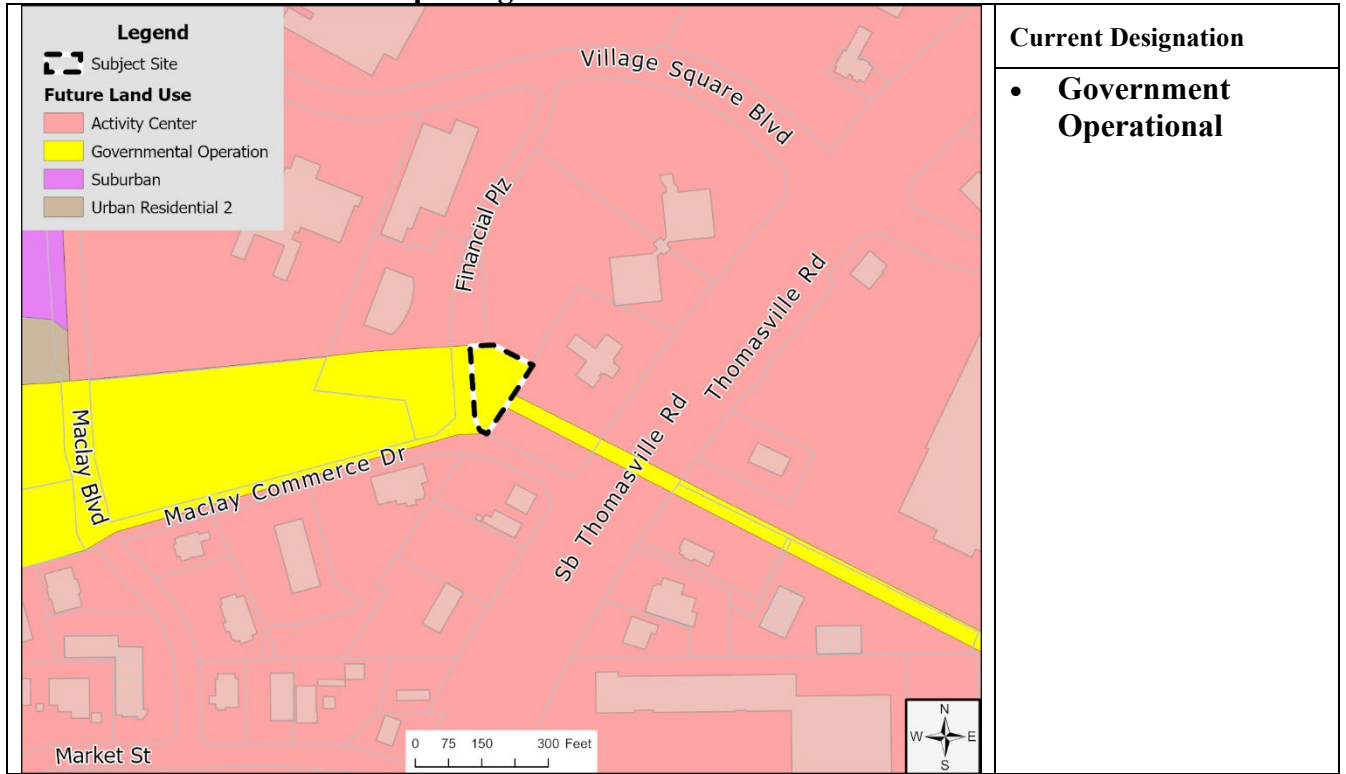 Legend
Subject Site
Future Land Use
Activity Center
Governmental Operation
Suburban
Urban Residential 2
Village Square Blvd
Financial Plz
Thomasville Rd
Sb Thomasville Rd
Maclay Blvd
Maclay Commerce Dr
Market St
0 75 150 300 Feet
N
W E
S
Current Designation
• Government
Operational